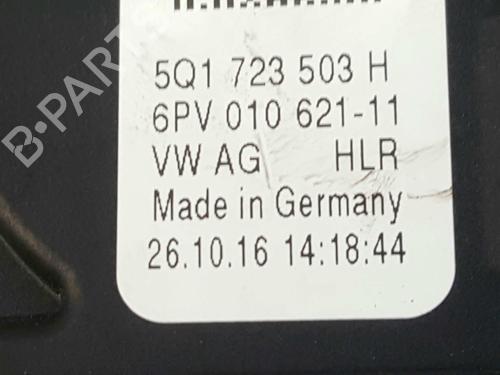 5Q1 723 503 H
6PV 010 621-11
VW AG HLR
Made in Germany
26.10.16 14:18:44
B-PARTS